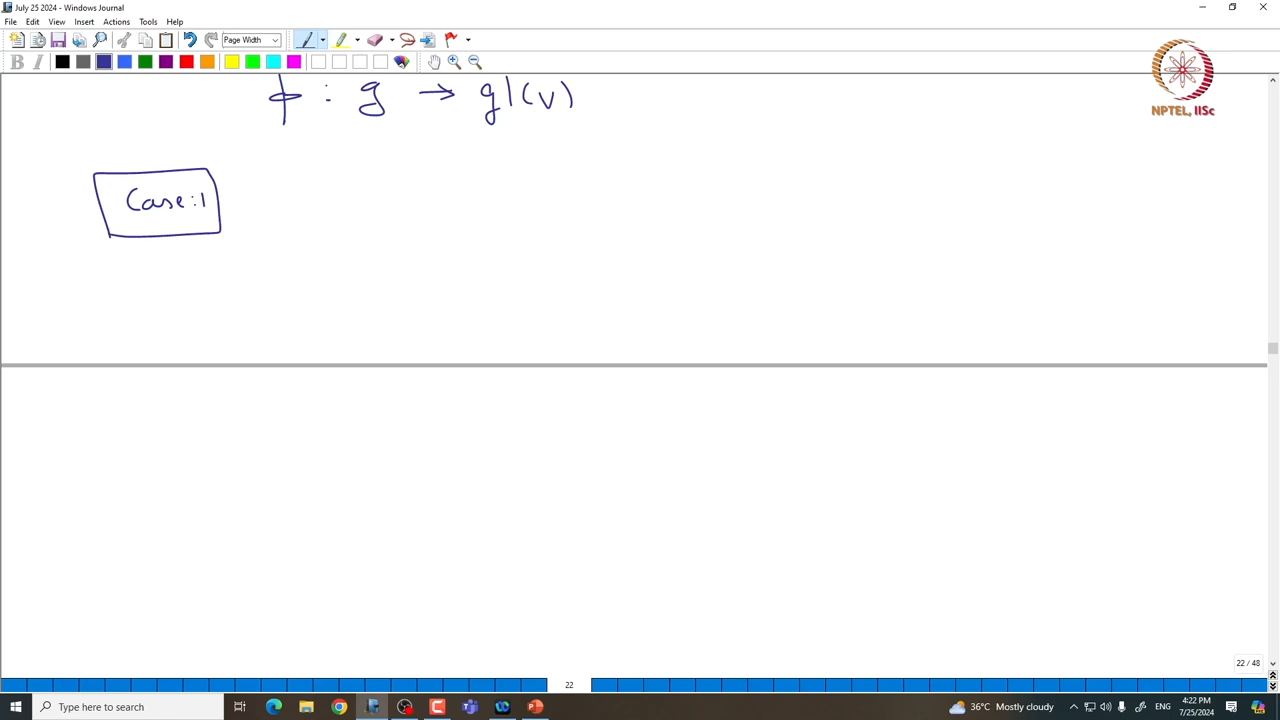 July 25 2024 - Windows Journal
File Edit View Insert Actions Tools Help
Page Width
B I
NPTEL, IISc
ϕ : g → gl(v)
Case:1
22 / 48
22
Type here to search
36°C Mostly cloudy
ENG
4:22 PM
7/25/2024